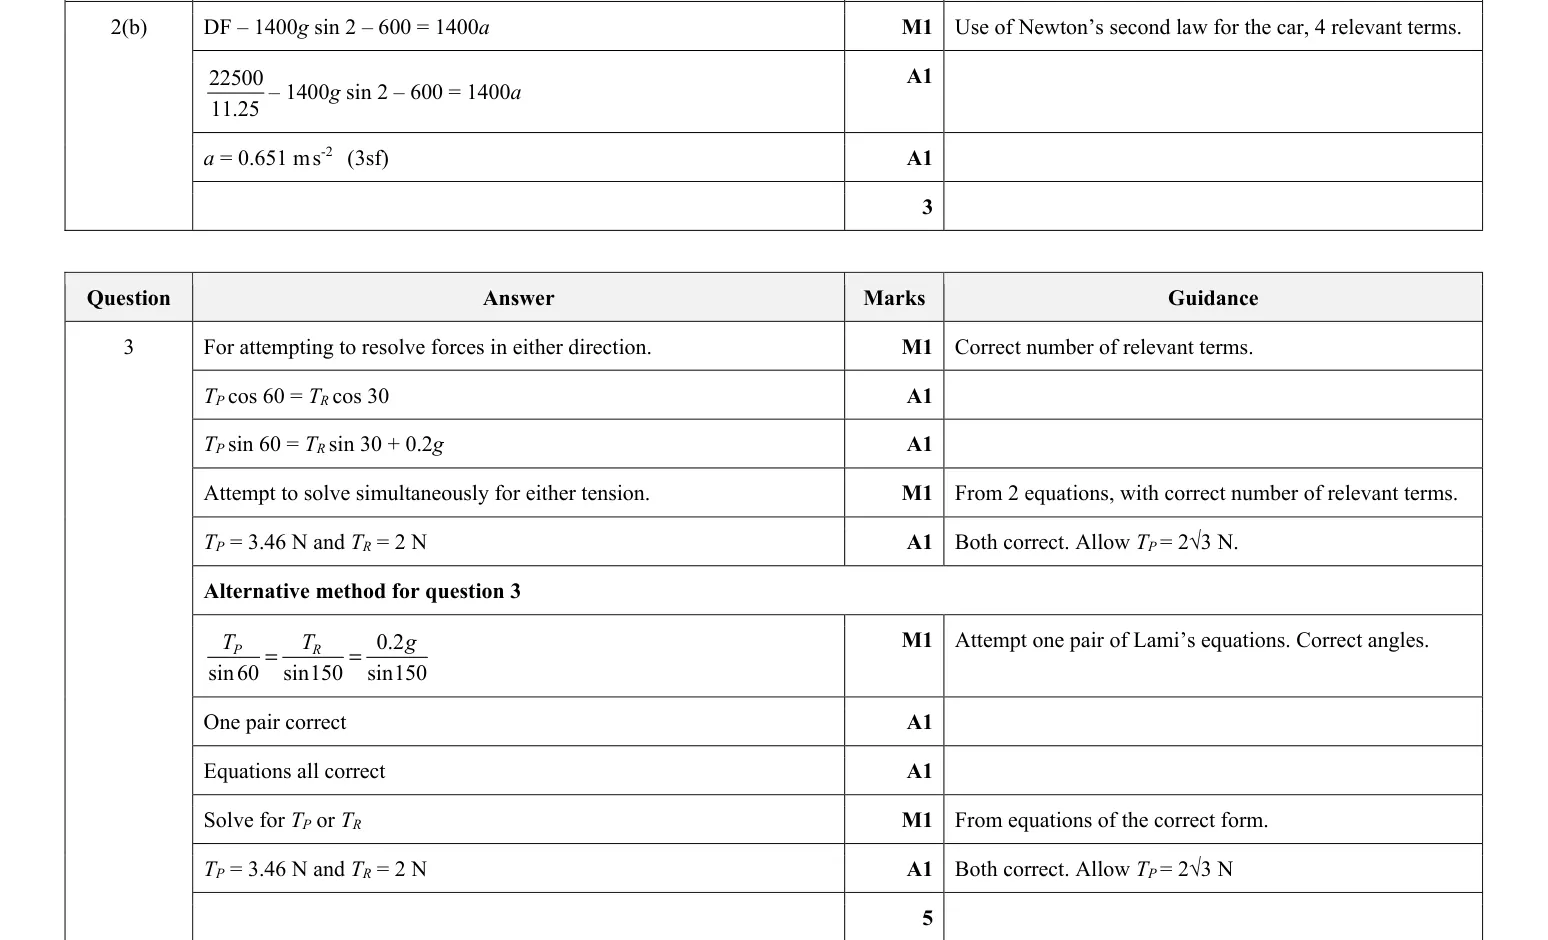 2(b) DF – 1400g sin 2 – 600 = 1400a M1 Use of Newton’s second law for the car, 4 relevant terms.
22500/11.25 – 1400g sin 2 – 600 = 1400a A1
a = 0.651 m s-2 (3sf) A1
3
Question Answer Marks Guidance
3 For attempting to resolve forces in either direction. M1 Correct number of relevant terms.
TP cos 60 = TR cos 30 A1
TP sin 60 = TR sin 30 + 0.2g A1
Attempt to solve simultaneously for either tension. M1 From 2 equations, with correct number of relevant terms.
TP = 3.46 N and TR = 2 N A1 Both correct. Allow TP = 2√3 N.
Alternative method for question 3
TP/sin 60 = TR/sin150 = 0.2g/sin150 M1 Attempt one pair of Lami’s equations. Correct angles.
One pair correct A1
Equations all correct A1
Solve for TP or TR M1 From equations of the correct form.
TP = 3.46 N and TR = 2 N A1 Both correct. Allow TP = 2√3 N
5